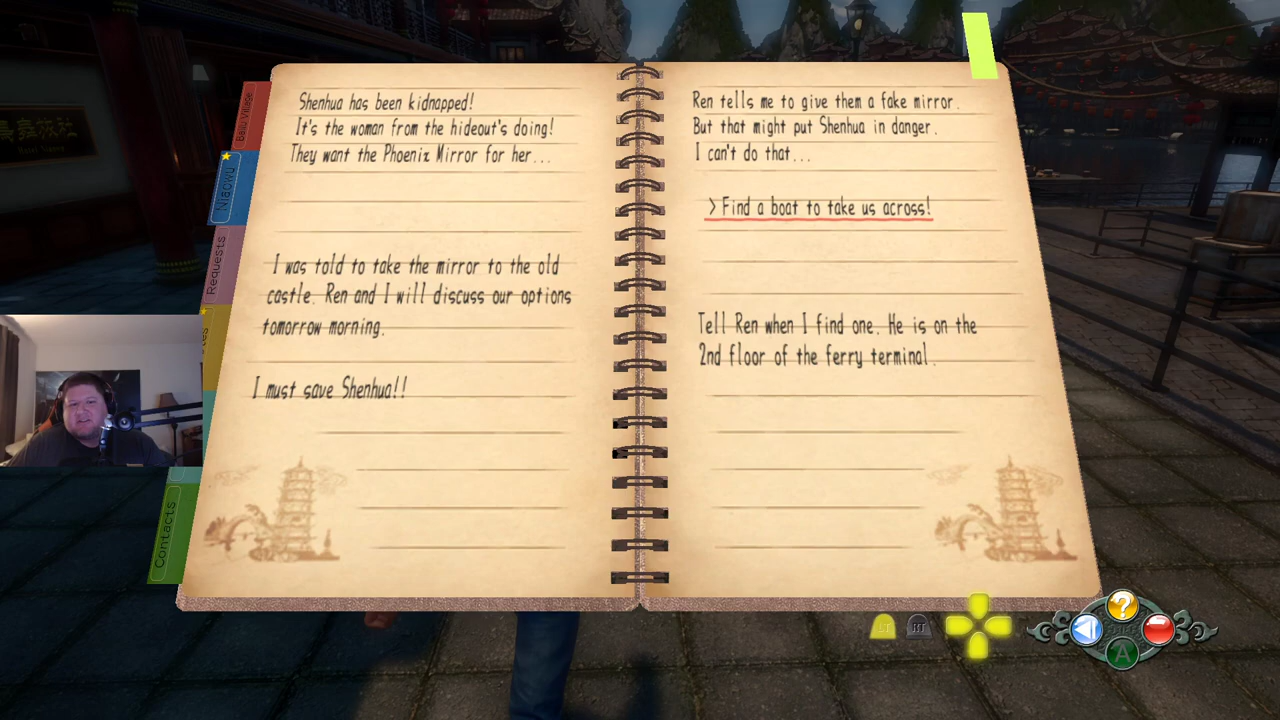 Shenhua has been kidnapped!
It's the woman from the hideout's doing!
They want the Phoenix Mirror for her...
I was told to take the mirror to the old
castle. Ren and I will discuss our options
tomorrow morning.
I must save Shenhua!!
Ren tells me to give them a fake mirror.
But that might put Shenhua in danger.
I can't do that...
>Find a boat to take us across!
Tell Ren when I find one. He is on the
2nd floor of the ferry terminal.
Bailu Village
Niaowu
Requests
Contacts
LT
RT
?
A